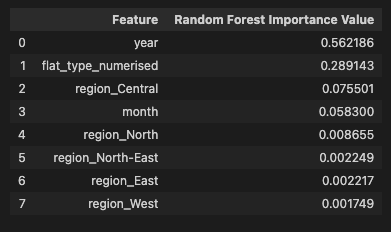 Feature Random Forest Importance Value
0 year 0.562186
1 flat_type_numerised 0.289143
2 region_Central 0.075501
3 month 0.058300
4 region_North 0.008655
5 region_North-East 0.002249
6 region_East 0.002217
7 region_West 0.001749